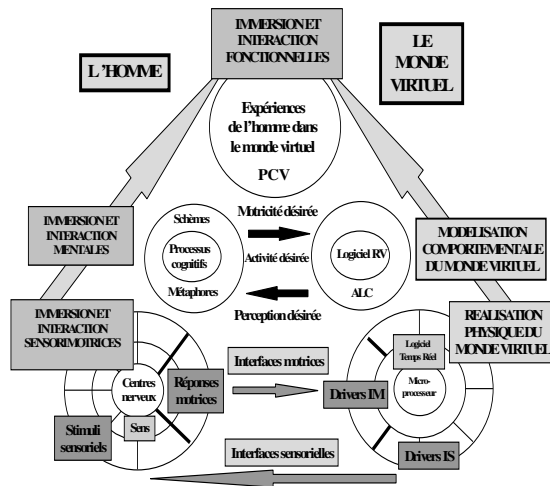 IMMERSION ET
INTERACTION
FONCTIONNELLES
L 'HOMME
LE
MONDE
VIRTUEL
Expériences
de l'homme dans
le monde virtuel
PCV
Schèmes
Processus
cognitifs
Métaphores
Motricité désirée
Activité désirée
Perception désirée
Logiciel RV
ALC
IMMERSION ET
INTERACTION
MENTALES
MODELISATION
COMPORTEMENTALE
DU MONDE VIRTUEL
IMMERSION ET
INTERACTION
SENSORIMOTRICES
REALISATION
PHYSIQUE DU
MONDE VIRTUEL
Centres
nerveux
Réponses
motrices
Stimuli
sensoriels
Sens
Interfaces motrices
Logiciel
Temps Réel
Micro-
processeur
Drivers IM
Drivers IS
Interfaces sensorielles